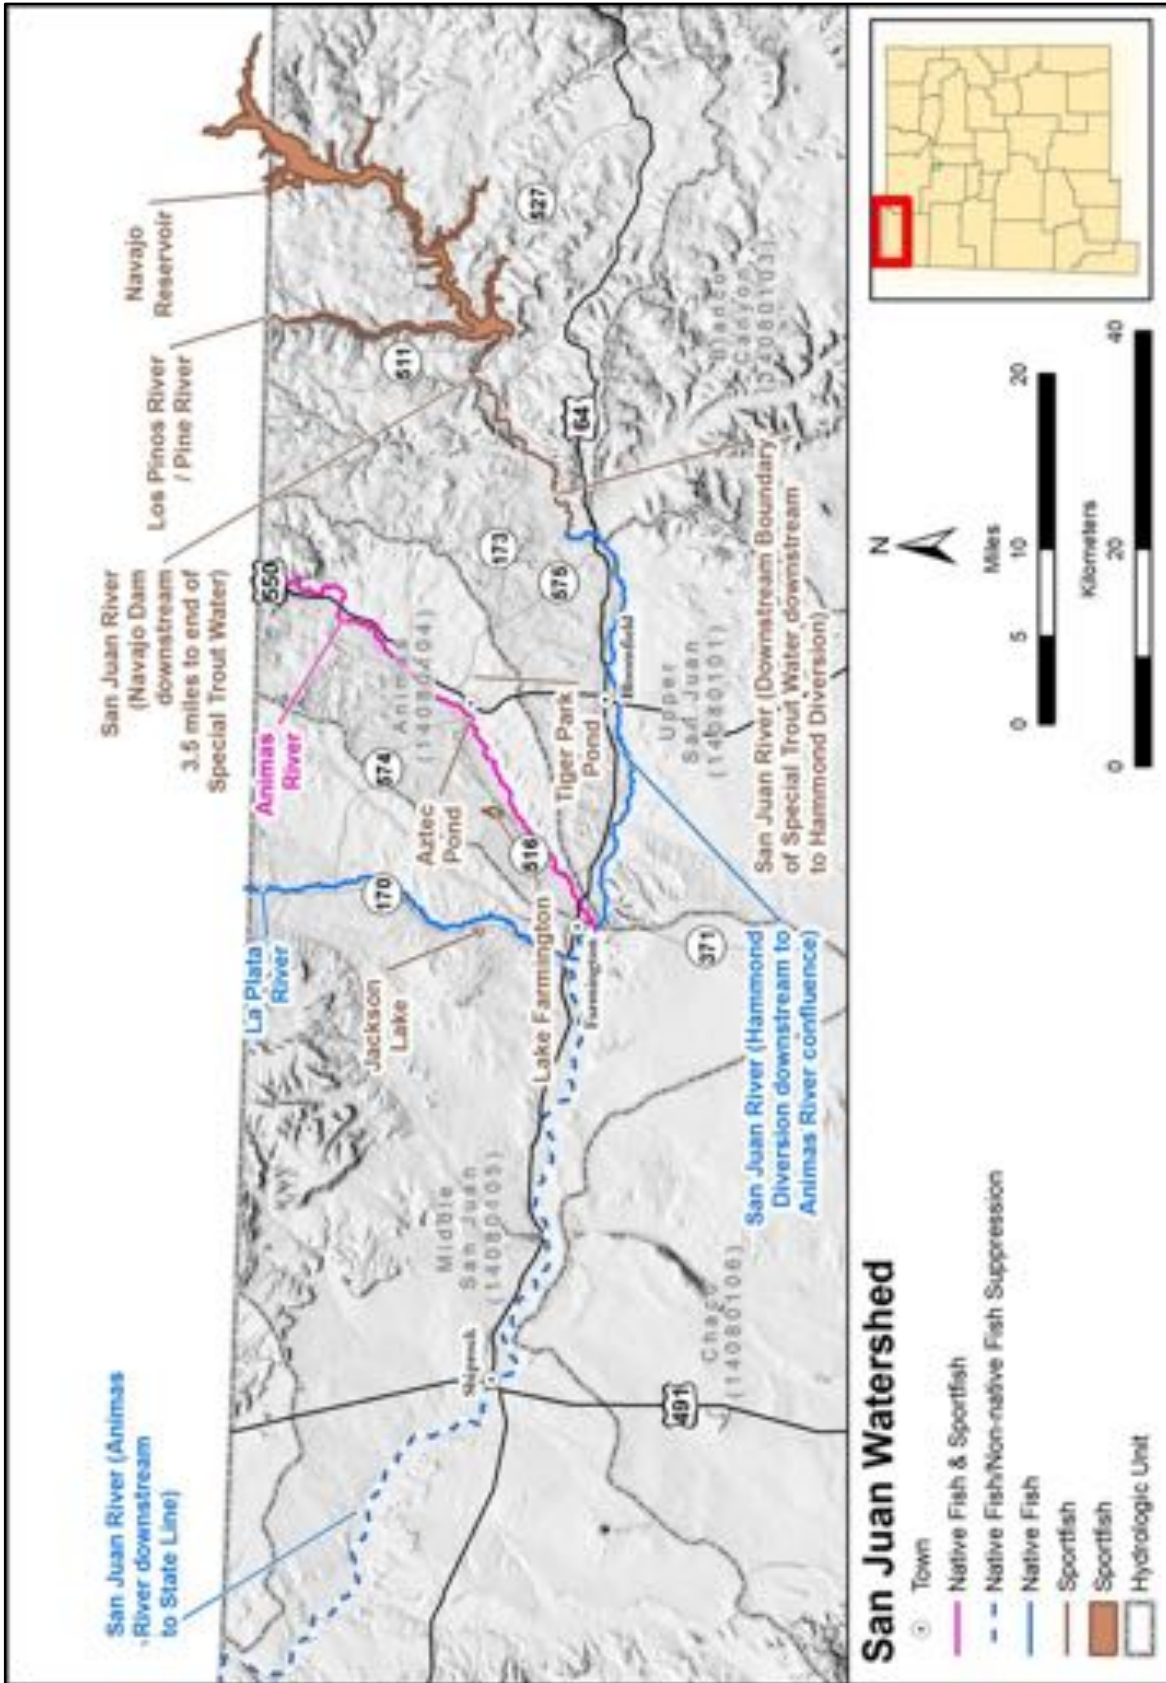 San Juan River (Animas
River downstream
to State Line)
La Plata
River
Animas
River
San Juan River
(Navajo Dam
downstream
3.5 miles to end of
Special Trout Water)
Los Pinos River
/ Pine River
Navajo
Reservoir
550
511
527
574
173
575
170
516
64
371
491
Jackson
Lake
Aztec
Pond
Lake Farmington
Tiger Park
Pond
Animas
(14080104)
Middle
San Juan
(14080105)
Upper
San Juan
(14080101)
Blanco
Canyon
(14080103)
Chaco
(14080106)
Shiprock
Farmington
Bloomfield
San Juan River (Hammond
Diversion downstream to
Animas River confluence)
San Juan River (Downstream Boundary
of Special Trout Water downstream
to Hammond Diversion)
San Juan Watershed
Town
Native Fish & Sportfish
Native Fish/Non-native Fish Suppression
Native Fish
Sportfish
Sportfish
Hydrologic Unit
N
Miles
0 5 10 20
Kilometers
0 20 40